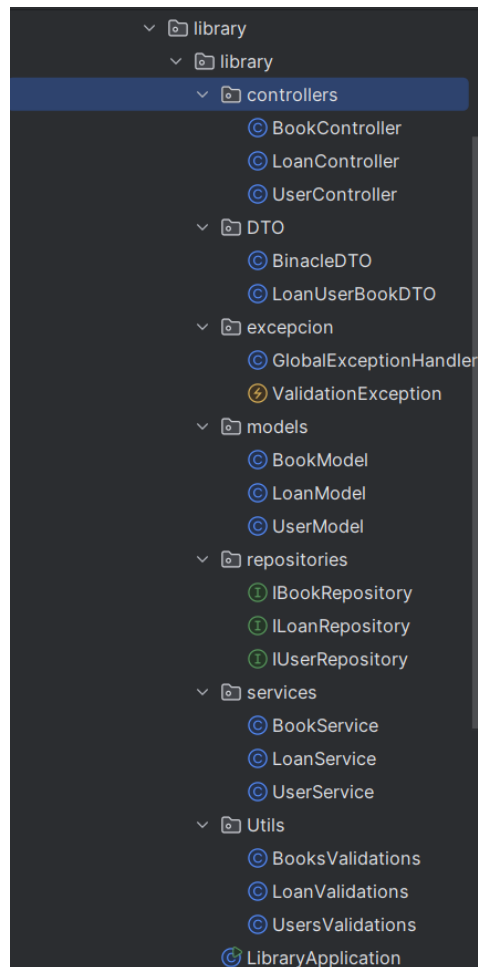 library
library
controllers
BookController
LoanController
UserController
DTO
BinacleDTO
LoanUserBookDTO
excepcion
GlobalExceptionHandler
ValidationException
models
BookModel
LoanModel
UserModel
repositories
IBookRepository
ILoanRepository
IUserRepository
services
BookService
LoanService
UserService
Utils
BooksValidations
LoanValidations
UsersValidations
LibraryApplication